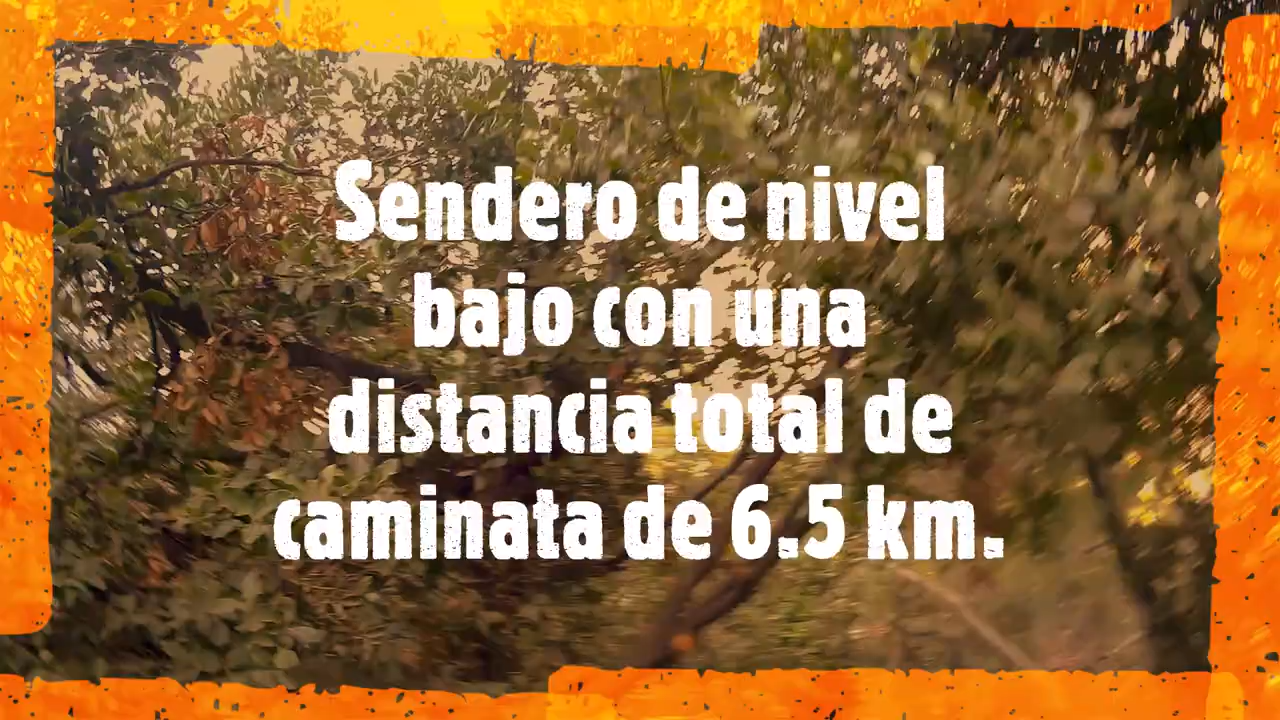 Sendero de nivel
bajo con una
distancia total de
caminata de 6.5 km.